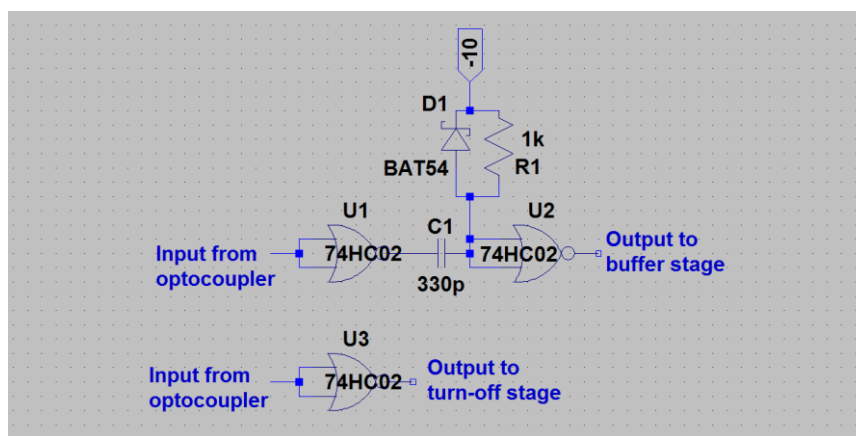 -10
D1
1k
BAT54
R1
U1
C1
U2
Input from
optocoupler
74HC02
330p
74HC02
Output to
buffer stage
U3
Input from
optocoupler
74HC02
Output to
turn-off stage